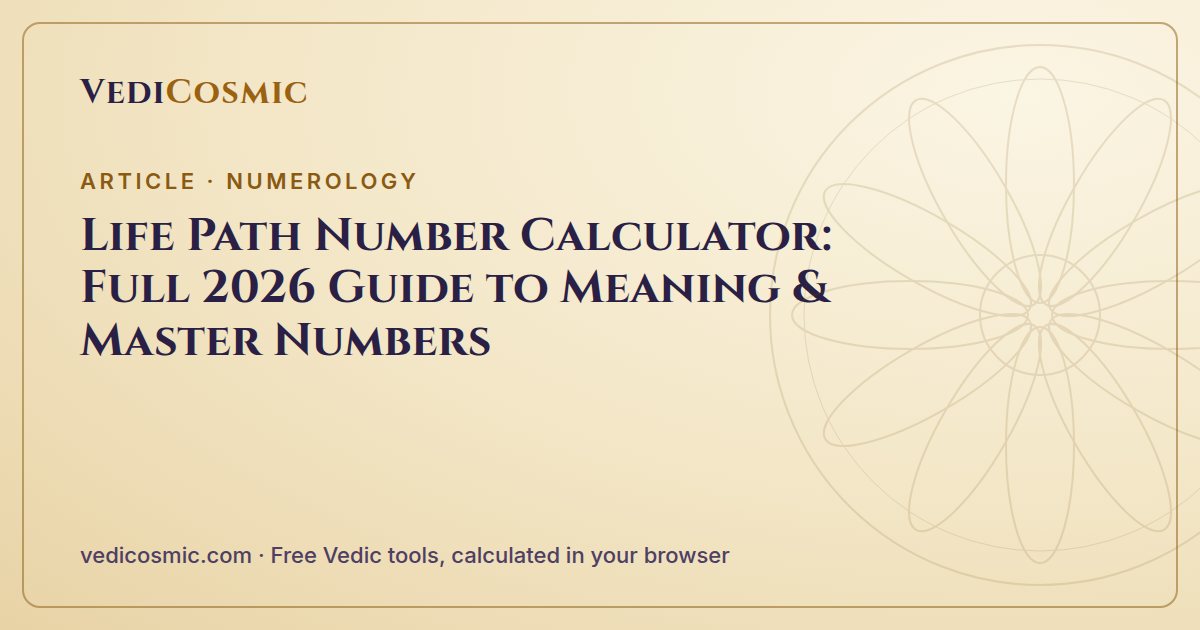 VediCosmic
ARTICLE · NUMEROLOGY
Life Path Number Calculator:
Full 2026 Guide to Meaning &
Master Numbers
vedicosmic.com · Free Vedic tools, calculated in your browser